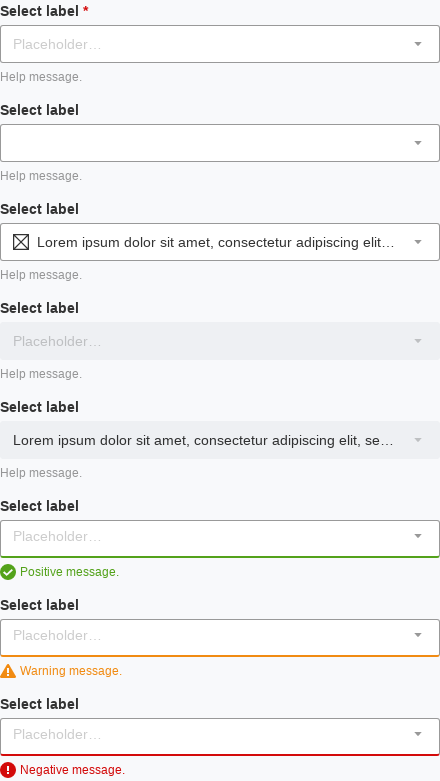 Select label *
Placeholder…
Help message.
Select label
Help message.
Select label
Lorem ipsum dolor sit amet, consectetur adipiscing elit…
Help message.
Select label
Placeholder…
Help message.
Select label
Lorem ipsum dolor sit amet, consectetur adipiscing elit, se…
Help message.
Select label
Placeholder…
Positive message.
Select label
Placeholder…
Warning message.
Select label
Placeholder…
Negative message.